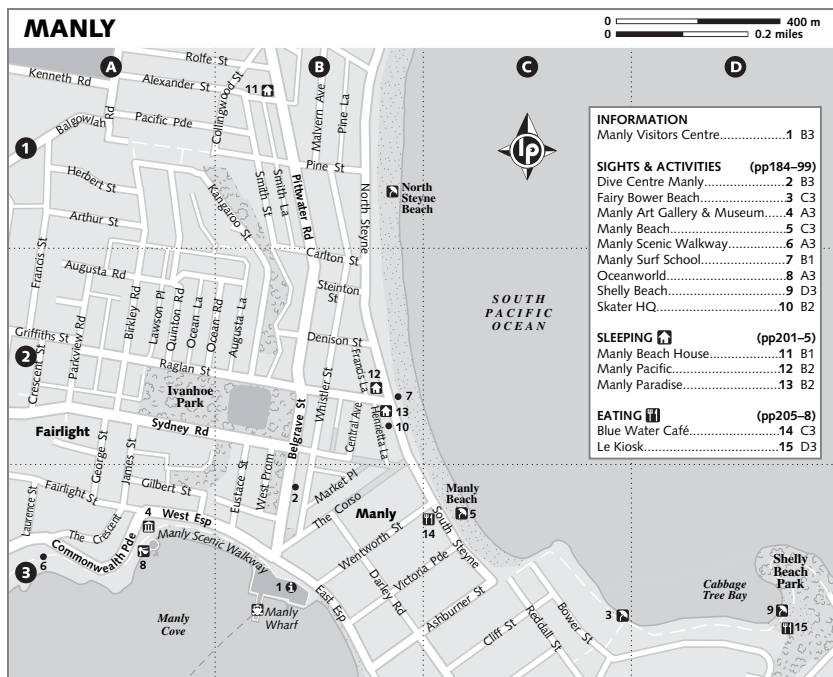 MANLY
0 400 m
0 0.2 miles
A
B
C
D
1
2
3
INFORMATION
Manly Visitors Centre 1 B3
SIGHTS & ACTIVITIES (pp184–99)
Dive Centre Manly 2 B3
Fairy Bower Beach 3 C3
Manly Art Gallery & Museum 4 A3
Manly Beach 5 C3
Manly Scenic Walkway 6 A3
Manly Surf School 7 B1
Oceanworld 8 A3
Shelly Beach 9 D3
Skater HQ 10 B2
SLEEPING (pp201–5)
Manly Beach House 11 B1
Manly Pacific 12 B2
Manly Paradise 13 B2
EATING (pp205–8)
Blue Water Café 14 C3
Le Kiosk 15 D3
lp
Rolfe St
Kenneth Rd
Alexander St
11
Collingwood St
Malvern Ave
Pine La
Balgowlah Rd
Pacific Pde
Pine St
Herbert St
Kangaroo St
Smith St
Smith La
Pittwater Rd
North Steyne
North
Steyne
Beach
Arthur St
Francis St
Carlton St
Augusta Rd
Steinton
St
Birkley Rd
Lawson Pl
Quinton Rd
Ocean La
Ocean Rd
Augusta La
SOUTH
PACIFIC
OCEAN
Griffiths St
Crescent St
Parkview Rd
Denison St
Francis La
Raglan St
12
7
Ivanhoe
Park
Whistler St
Central Ave
Henrietta La
13
10
Fairlight
Sydney Rd
Belgrave St
George St
James St
Eustace St
West Prom
2
Market Pl
Manly
Beach
5
Laurence St
Fairlight St
Gilbert St
The Corso
Manly
4
West Esp
The Crescent
Commonwealth Pde
Manly Scenic Walkway
14
South Steyne
Wentworth St
Victoria Pde
6
8
1
East Esp
Darley Rd
Ashburner St
Manly
Wharf
Manly
Cove
Cliff St
Reddall St
Bower St
3
Cabbage
Tree Bay
Shelly
Beach
Park
9
15